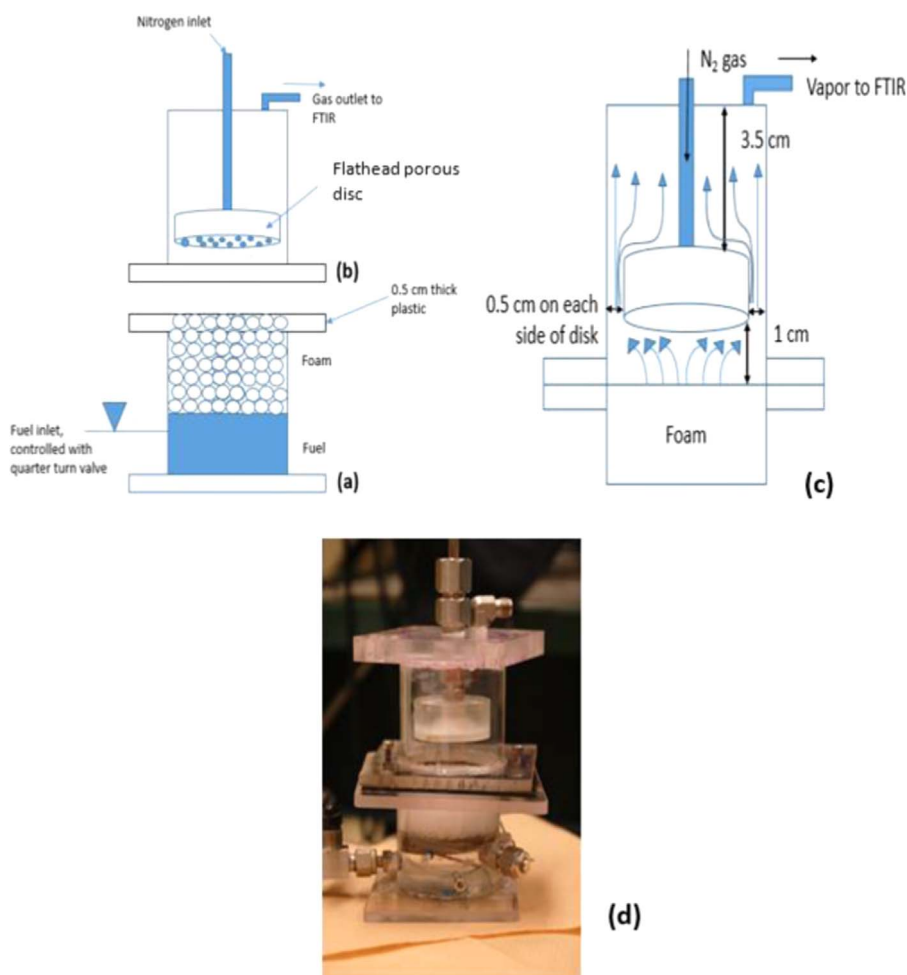 Nitrogen inlet
Gas outlet to
FTIR
Flathead porous
disc
(b)
0.5 cm thick
plastic
Foam
Fuel inlet,
controlled with
quarter turn valve
Fuel
(a)
N₂ gas
Vapor to FTIR
3.5 cm
0.5 cm on each
side of disk
1 cm
Foam
(c)
(d)